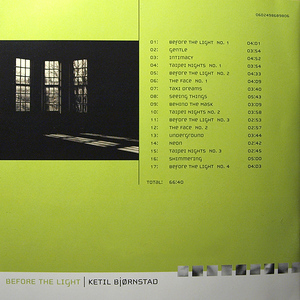 01: BEFORE THE LIGHT NO. 1 04:01
02: GENTLE 03:54
03: INTIMACY 04:52
04: TAIPEI NIGHTS NO. 1 03:54
05: BEFORE THE LIGHT NO. 2 04:33
06: THE FACE NO. 1 04:09
07: TAXI DREAMS 03:40
08: SEEING THINGS 05:43
09: BEHIND THE MASK 03:09
10: TAIPEI NIGHTS NO. 2 03:58
11: BEFORE THE LIGHT NO. 3 02:53
12: THE FACE NO. 2 02:57
13: UNDERGROUND 03:44
14: NEON 02:42
15: TAIPEI NIGHTS NO. 3 02:45
16: SHIMMERING 05:00
17: BEFORE THE LIGHT NO. 4 04:03
TOTAL: 66:40
BEFORE THE LIGHT | KETIL BJØRNSTAD